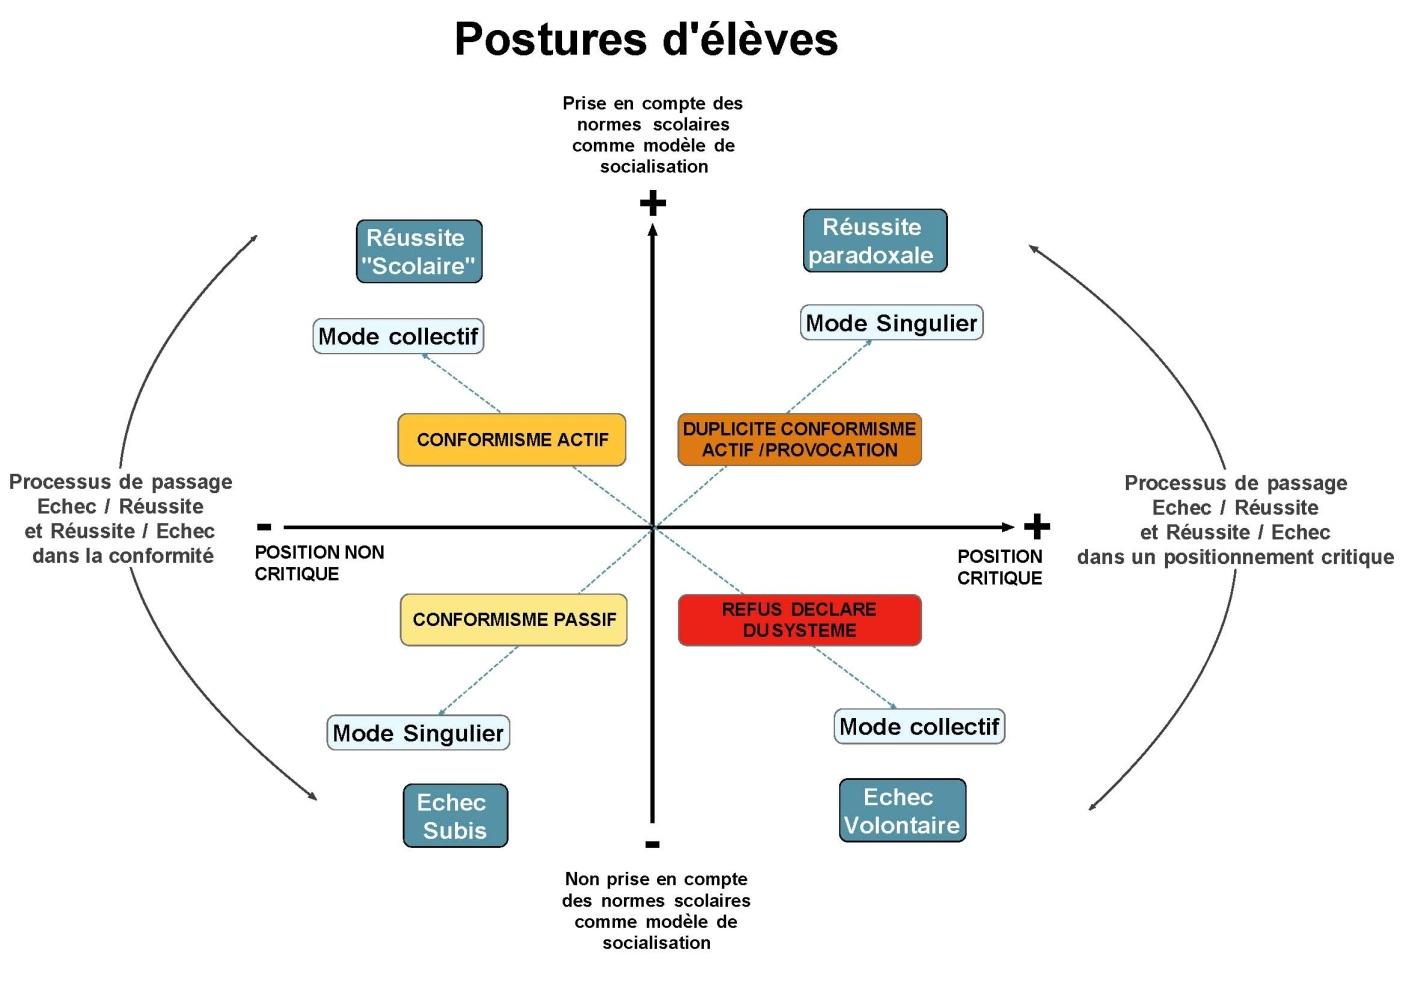 Postures d'élèves
Prise en compte des
normes scolaires
comme modèle de
socialisation
+
Réussite
"Scolaire"
Réussite
paradoxale
Mode collectif
Mode Singulier
CONFORMISME ACTIF
DUPLICITE CONFORMISME
ACTIF /PROVOCATION
Processus de passage
Echec / Réussite
et Réussite / Echec
dans la conformité
-
POSITION NON
CRITIQUE
+
POSITION
CRITIQUE
Processus de passage
Echec / Réussite
et Réussite / Echec
dans un positionnement critique
CONFORMISME PASSIF
REFUS DECLARE
DU SYSTEME
Mode Singulier
Mode collectif
Echec
Subis
Echec
Volontaire
-
Non prise en compte
des normes scolaires
comme modèle de
socialisation